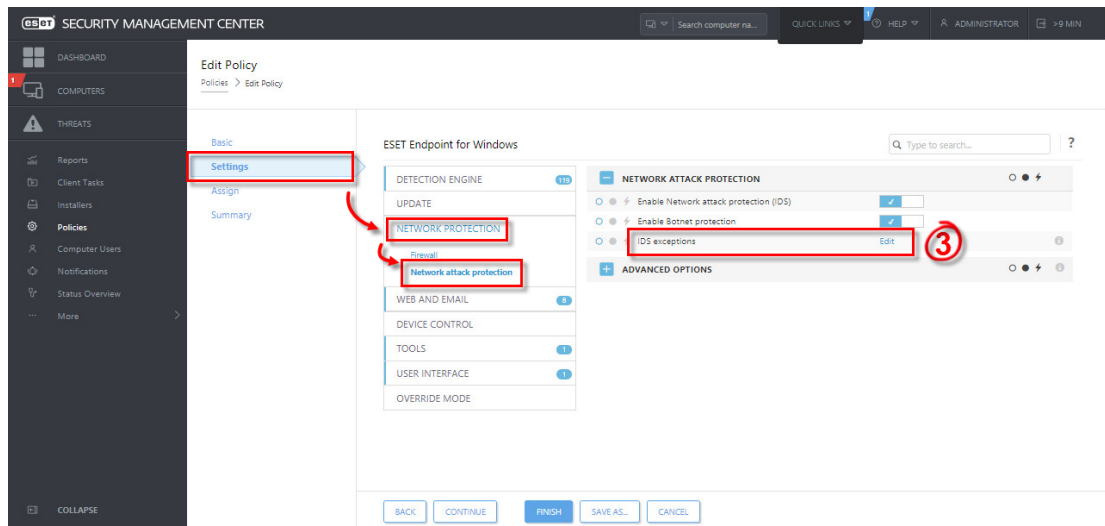 eseT SECURITY MANAGEMENT CENTER
Search computer na...
QUICK LINKS
1
HELP
ADMINISTRATOR
>9 MIN
DASHBOARD
1
COMPUTERS
THREATS
Reports
Client Tasks
Installers
Policies
Computer Users
Notifications
Status Overview
More
COLLAPSE
Edit Policy
Policies > Edit Policy
Basic
Settings
Assign
Summary
ESET Endpoint for Windows
Type to search...
?
DETECTION ENGINE 119
UPDATE
NETWORK PROTECTION
Firewall
Network attack protection
WEB AND EMAIL 8
DEVICE CONTROL
TOOLS 1
USER INTERFACE 1
OVERRIDE MODE
NETWORK ATTACK PROTECTION
Enable Network attack protection (IDS)
Enable Botnet protection
IDS exceptions Edit
3
ADVANCED OPTIONS
BACK CONTINUE FINISH SAVE AS... CANCEL